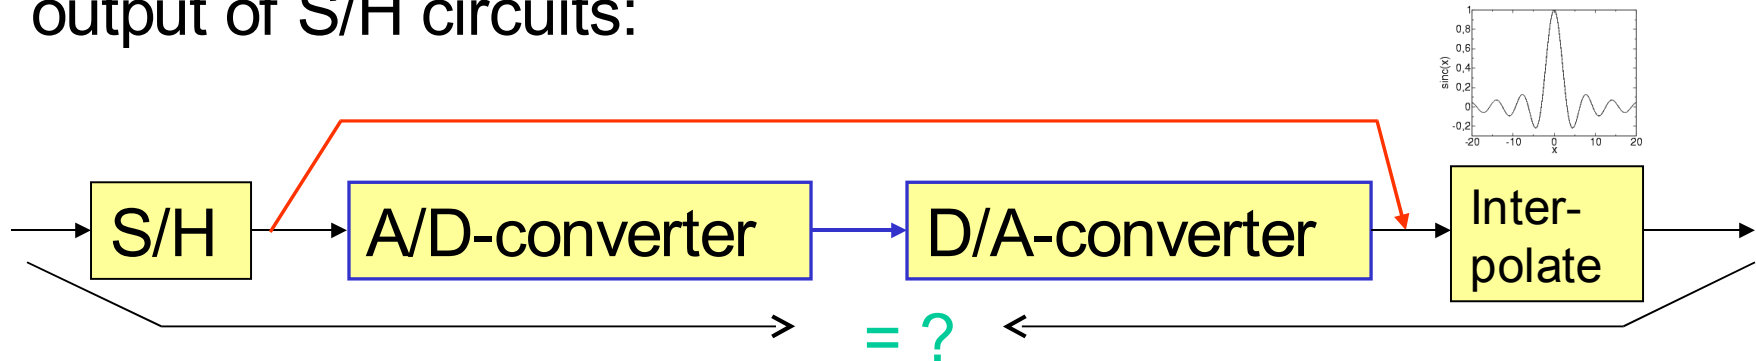 output of S/H circuits:
1
0,8
0,6
0,4
0,2
0
-0,2
sinc(x)
-20 -10 0 10 20
x
S/H
A/D-converter
D/A-converter
Inter-
polate
= ?